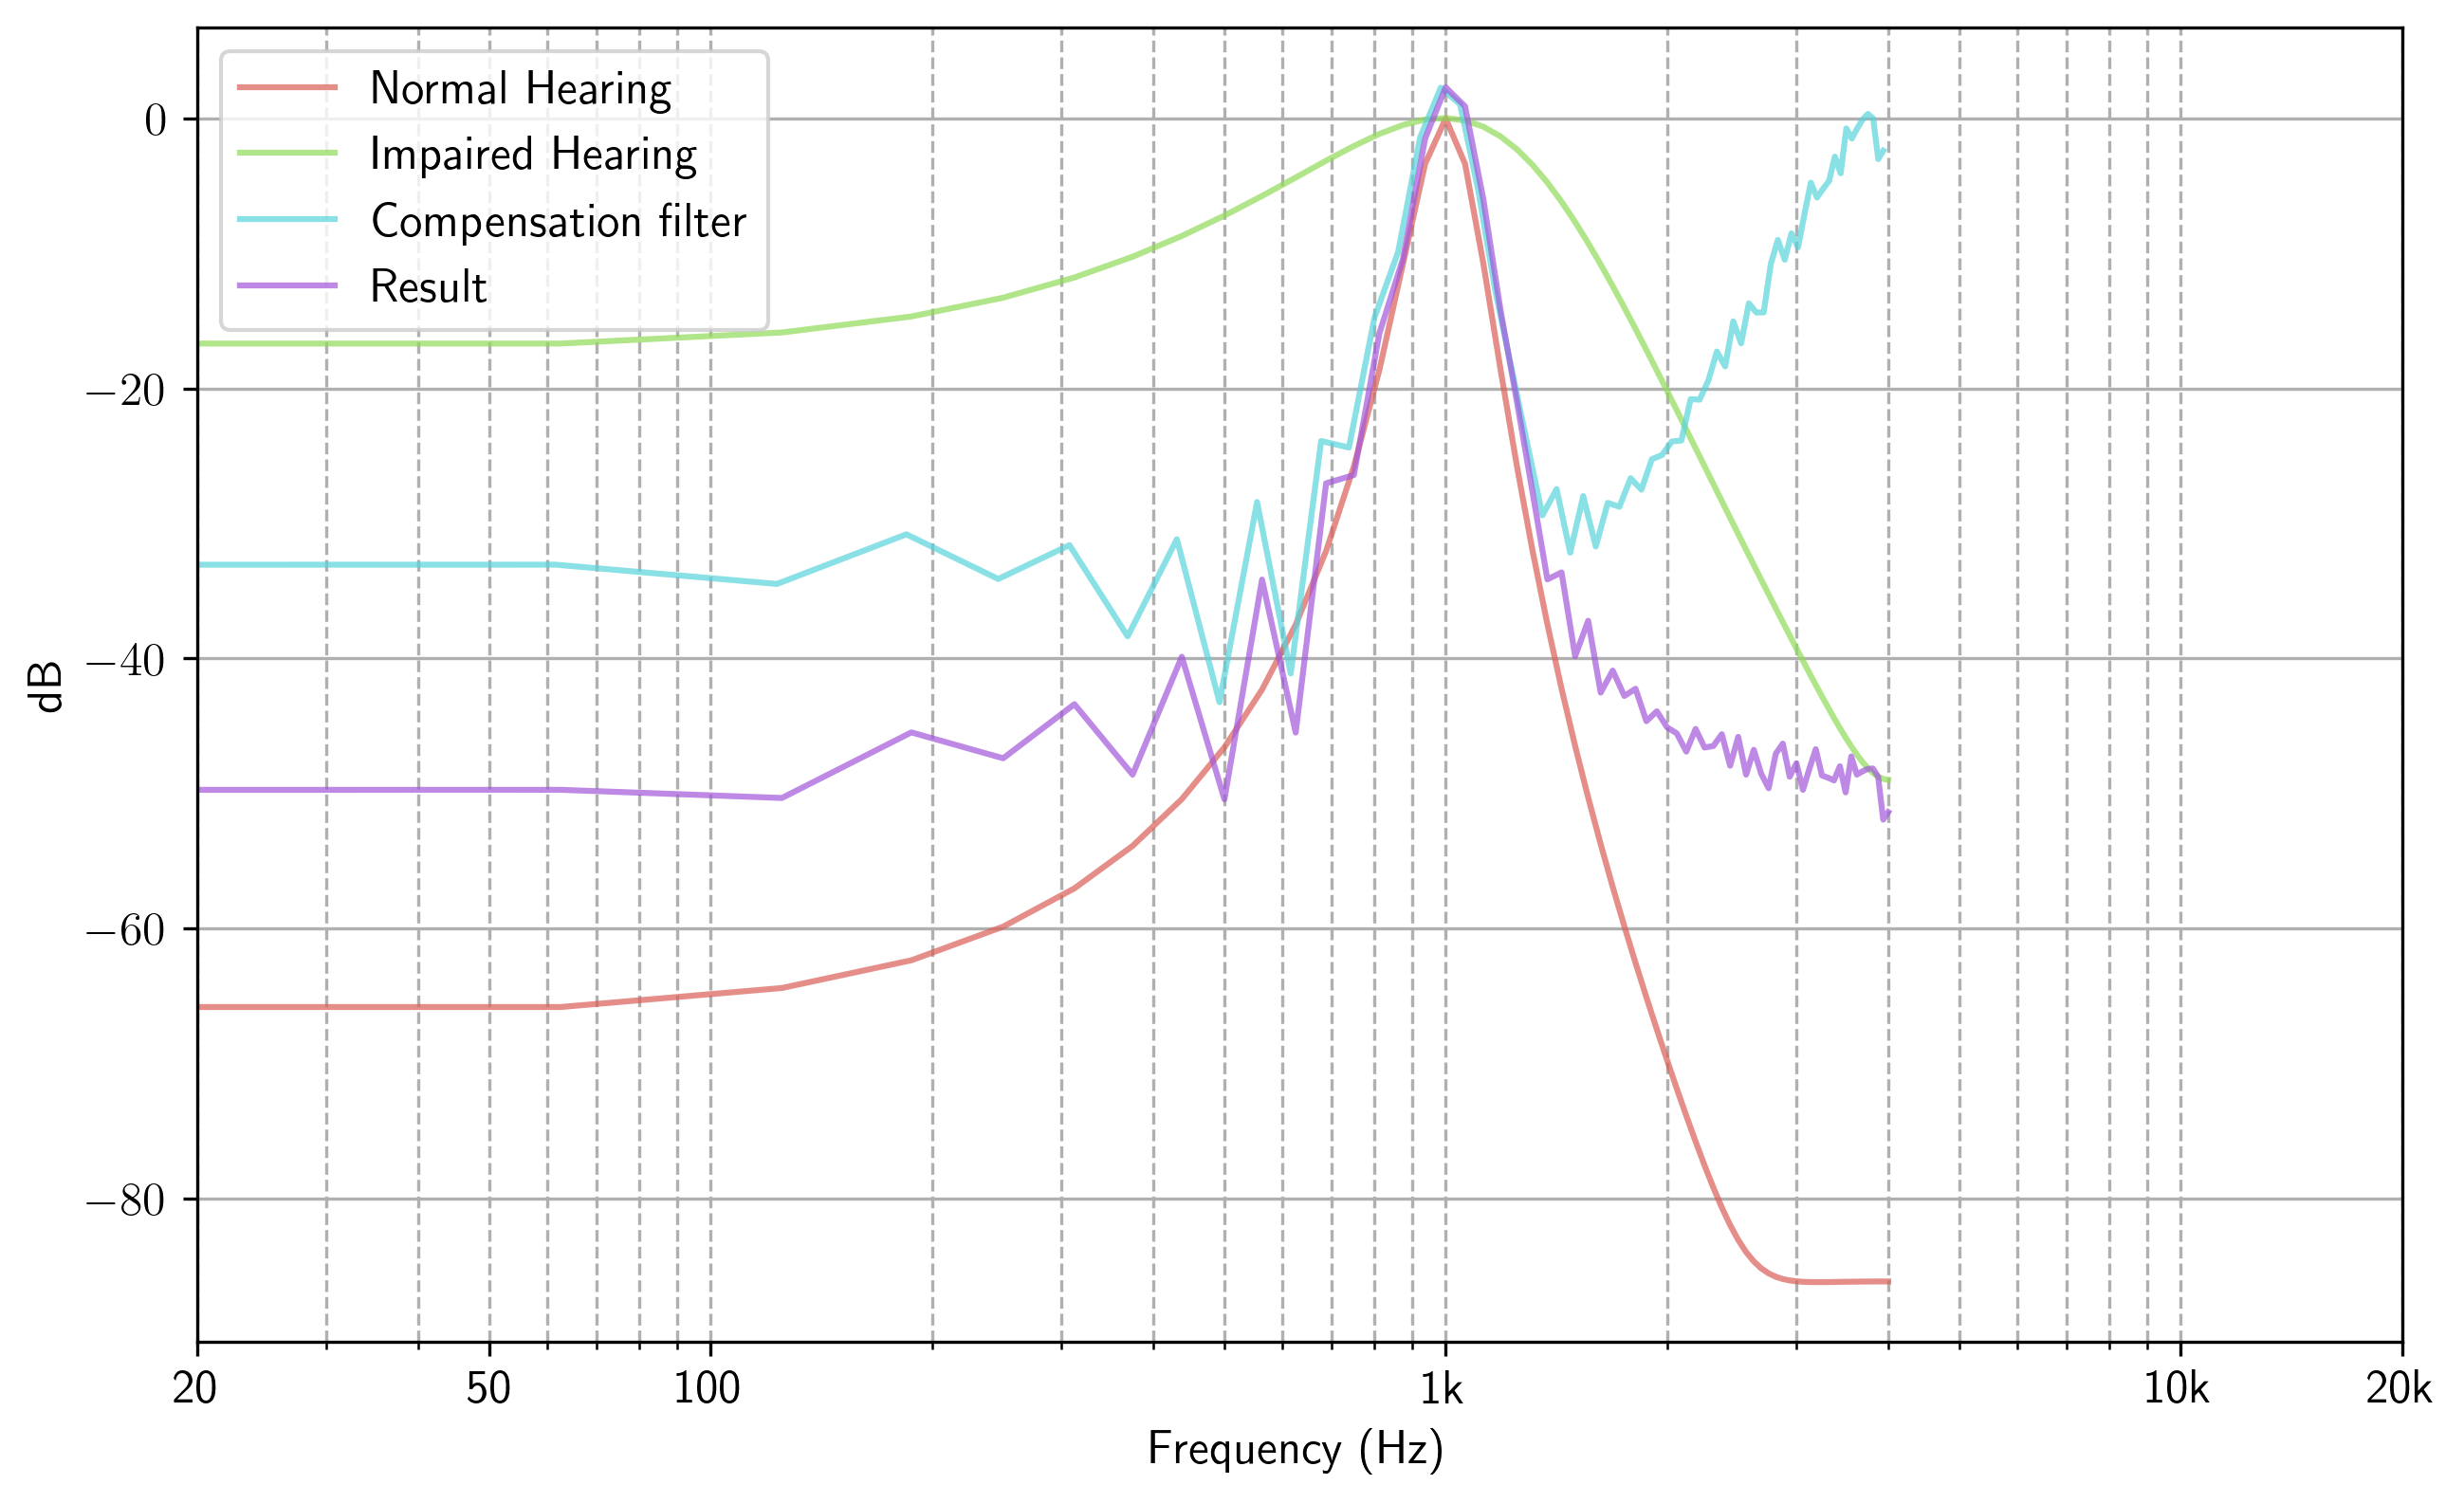 Normal Hearing
Impaired Hearing
Compensation filter
Result
0
−20
−40
−60
−80
dB
20 50 100 1k 10k 20k
Frequency (Hz)